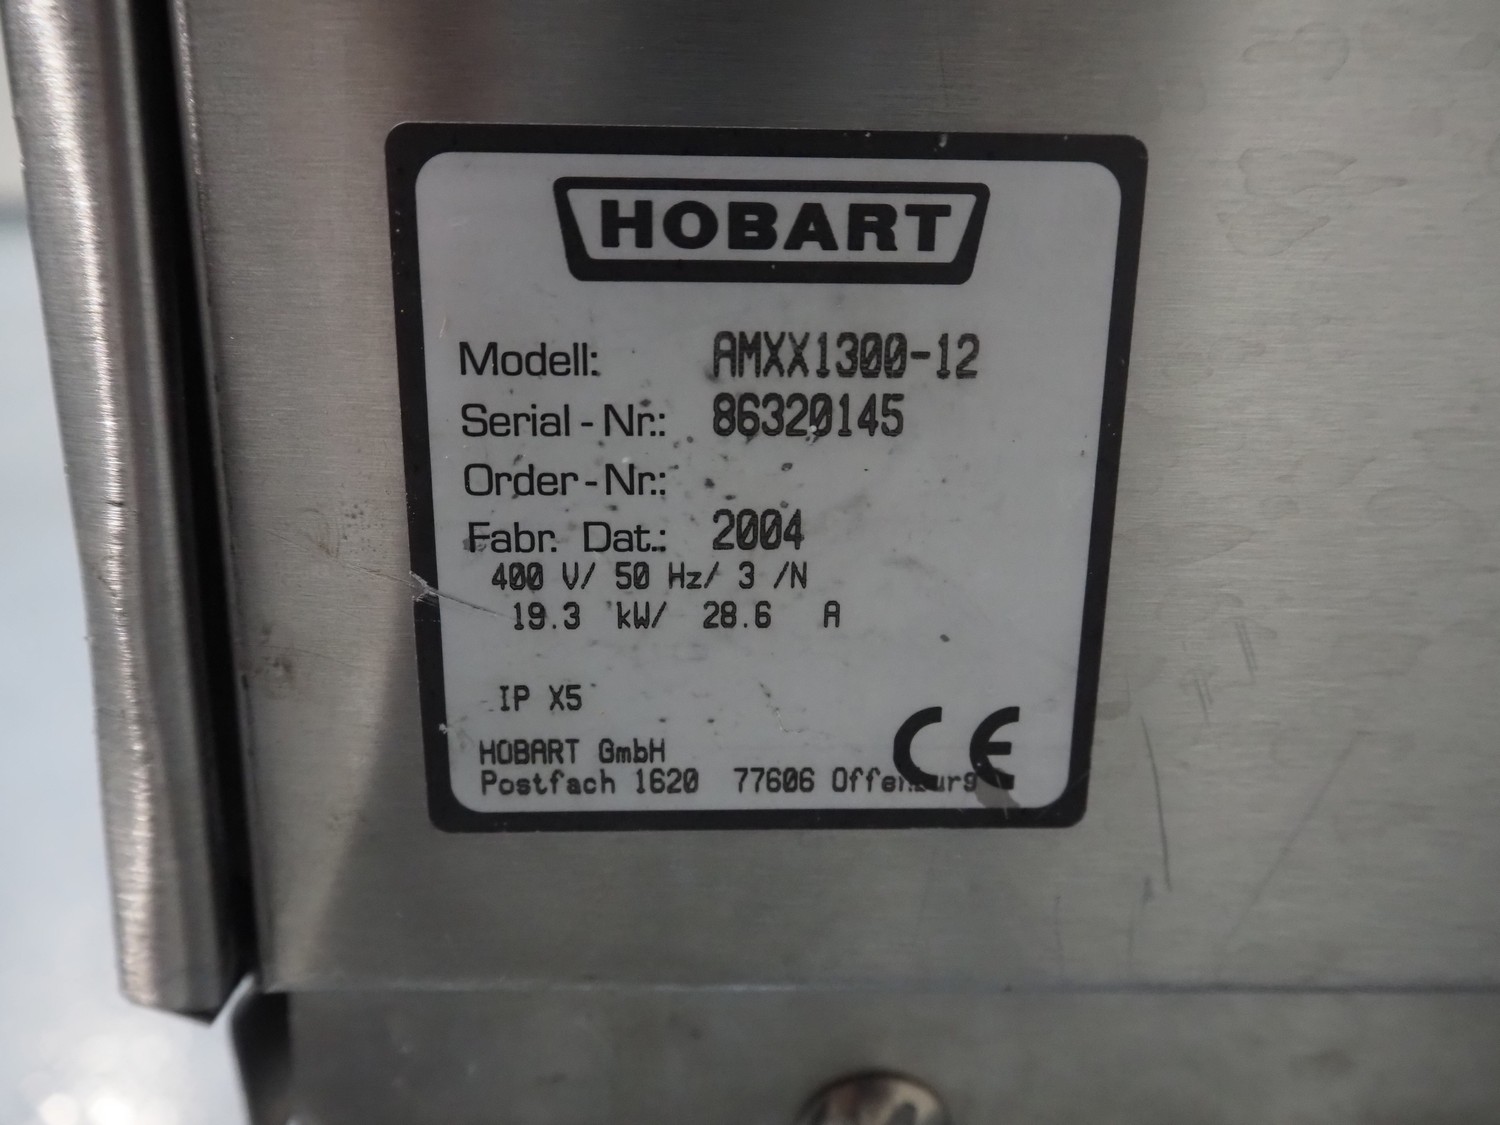 HOBART
Modell: AMXX1300-12
Serial - Nr.: 86320145
Order - Nr.:
Fabr. Dat.: 2004
400 V/ 50 Hz/ 3 /N
19.3 kW/ 28.6 A
IP X5
CE
HOBART GmbH
Postfach 1620 77606 Offenburg